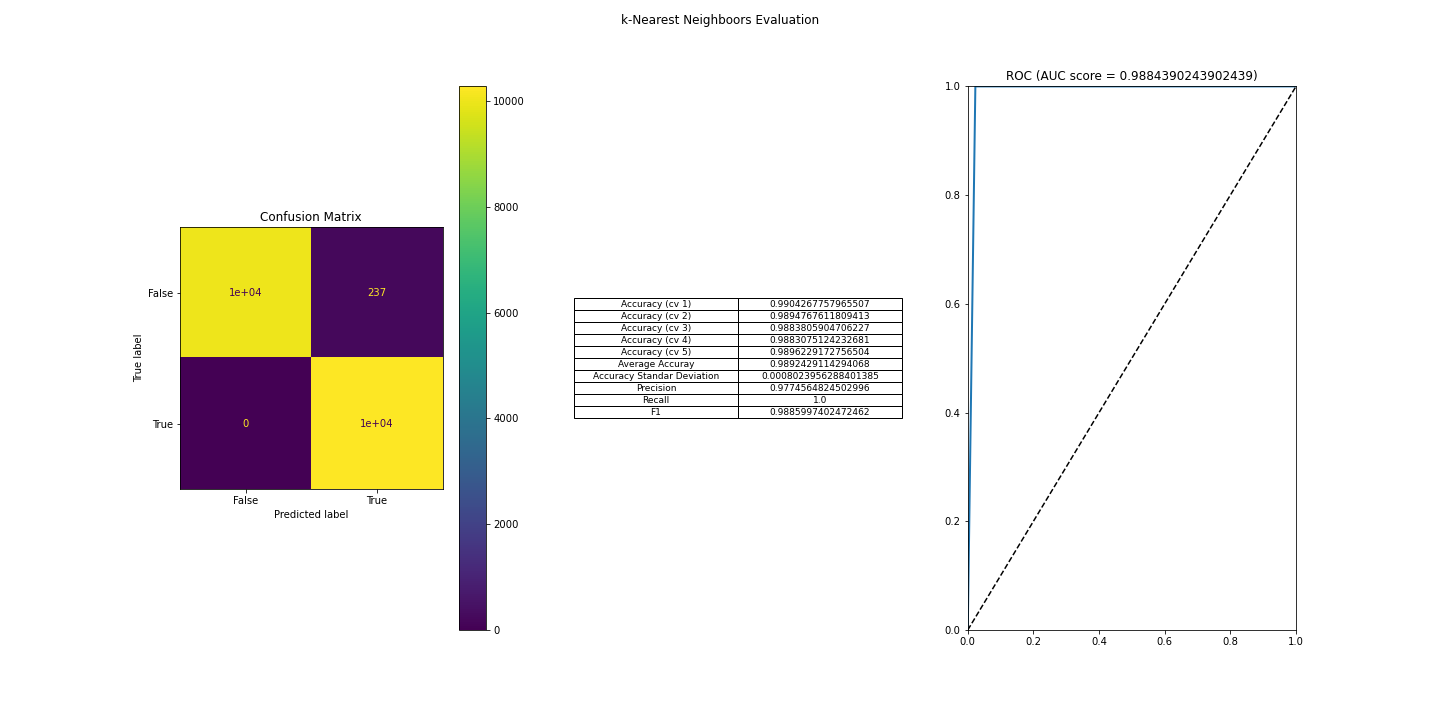 k-Nearest Neighboors Evaluation
Confusion Matrix
False
1e+04
237
True
0
1e+04
False
True
True label
Predicted label
10000
8000
6000
4000
2000
0
Accuracy (cv 1) 0.9904267757965507
Accuracy (cv 2) 0.9894767611809413
Accuracy (cv 3) 0.9883805904706227
Accuracy (cv 4) 0.9883075124232681
Accuracy (cv 5) 0.9896229172756504
Average Accuray 0.9892429114294068
Accuracy Standar Deviation 0.0008023956288401385
Precision 0.9774564824502996
Recall 1.0
F1 0.9885997402472462
ROC (AUC score = 0.9884390243902439)
1.0
0.8
0.6
0.4
0.2
0.0
0.0 0.2 0.4 0.6 0.8 1.0